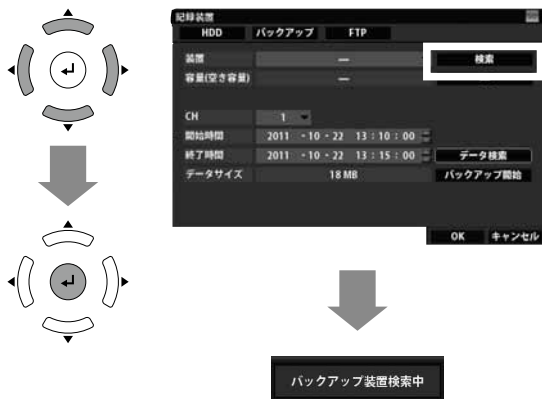 記録装置
HDD バックアップ FTP
装置 — 検索
容量(空き容量) —
CH 1
開始時間 2011 - 10 - 22 13 : 10 : 00
終了時間 2011 - 10 - 22 13 : 15 : 00 データ検索
データサイズ 18 MB バックアップ開始
OK キャンセル
バックアップ装置検索中